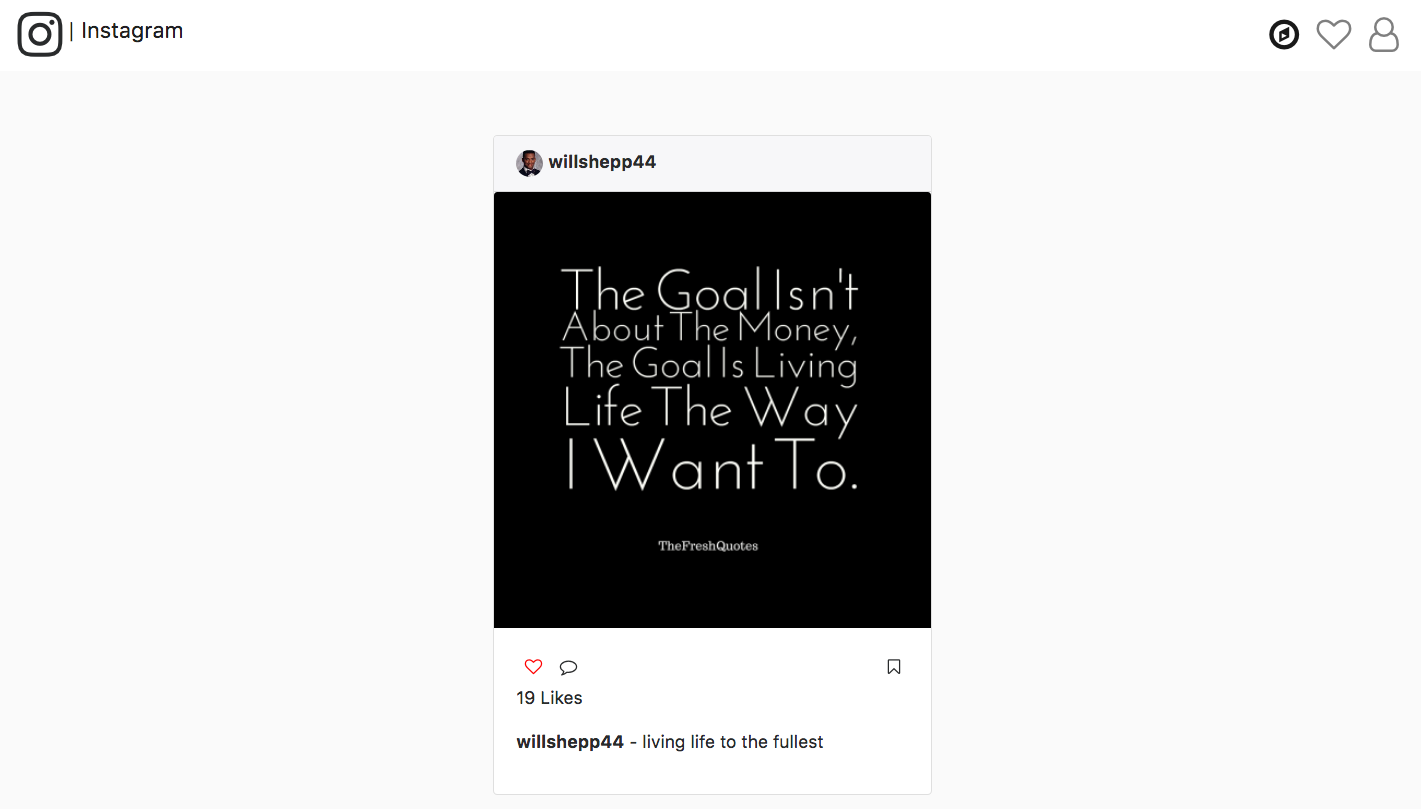 | Instagram
willshepp44
The Goal Isn't
About The Money,
The Goal Is Living
Life The Way
I Want To.
TheFreshQuotes
19 Likes
willshepp44 - living life to the fullest